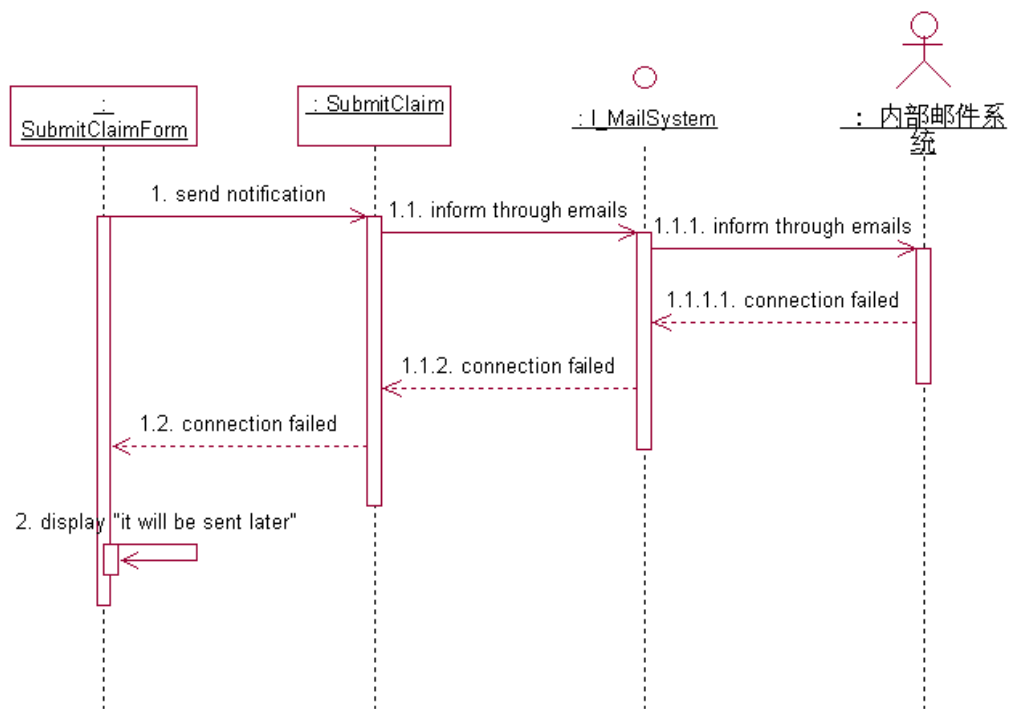 :
SubmitClaimForm
: SubmitClaim
: I_MailSystem
: 内部邮件系
统
1. send notification
1.1. inform through emails
1.1.1. inform through emails
1.1.1.1. connection failed
1.1.2. connection failed
1.2. connection failed
2. display "it will be sent later"